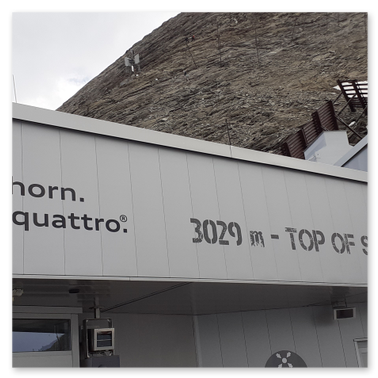 horn.
quattro.®
3029 m - TOP OF S